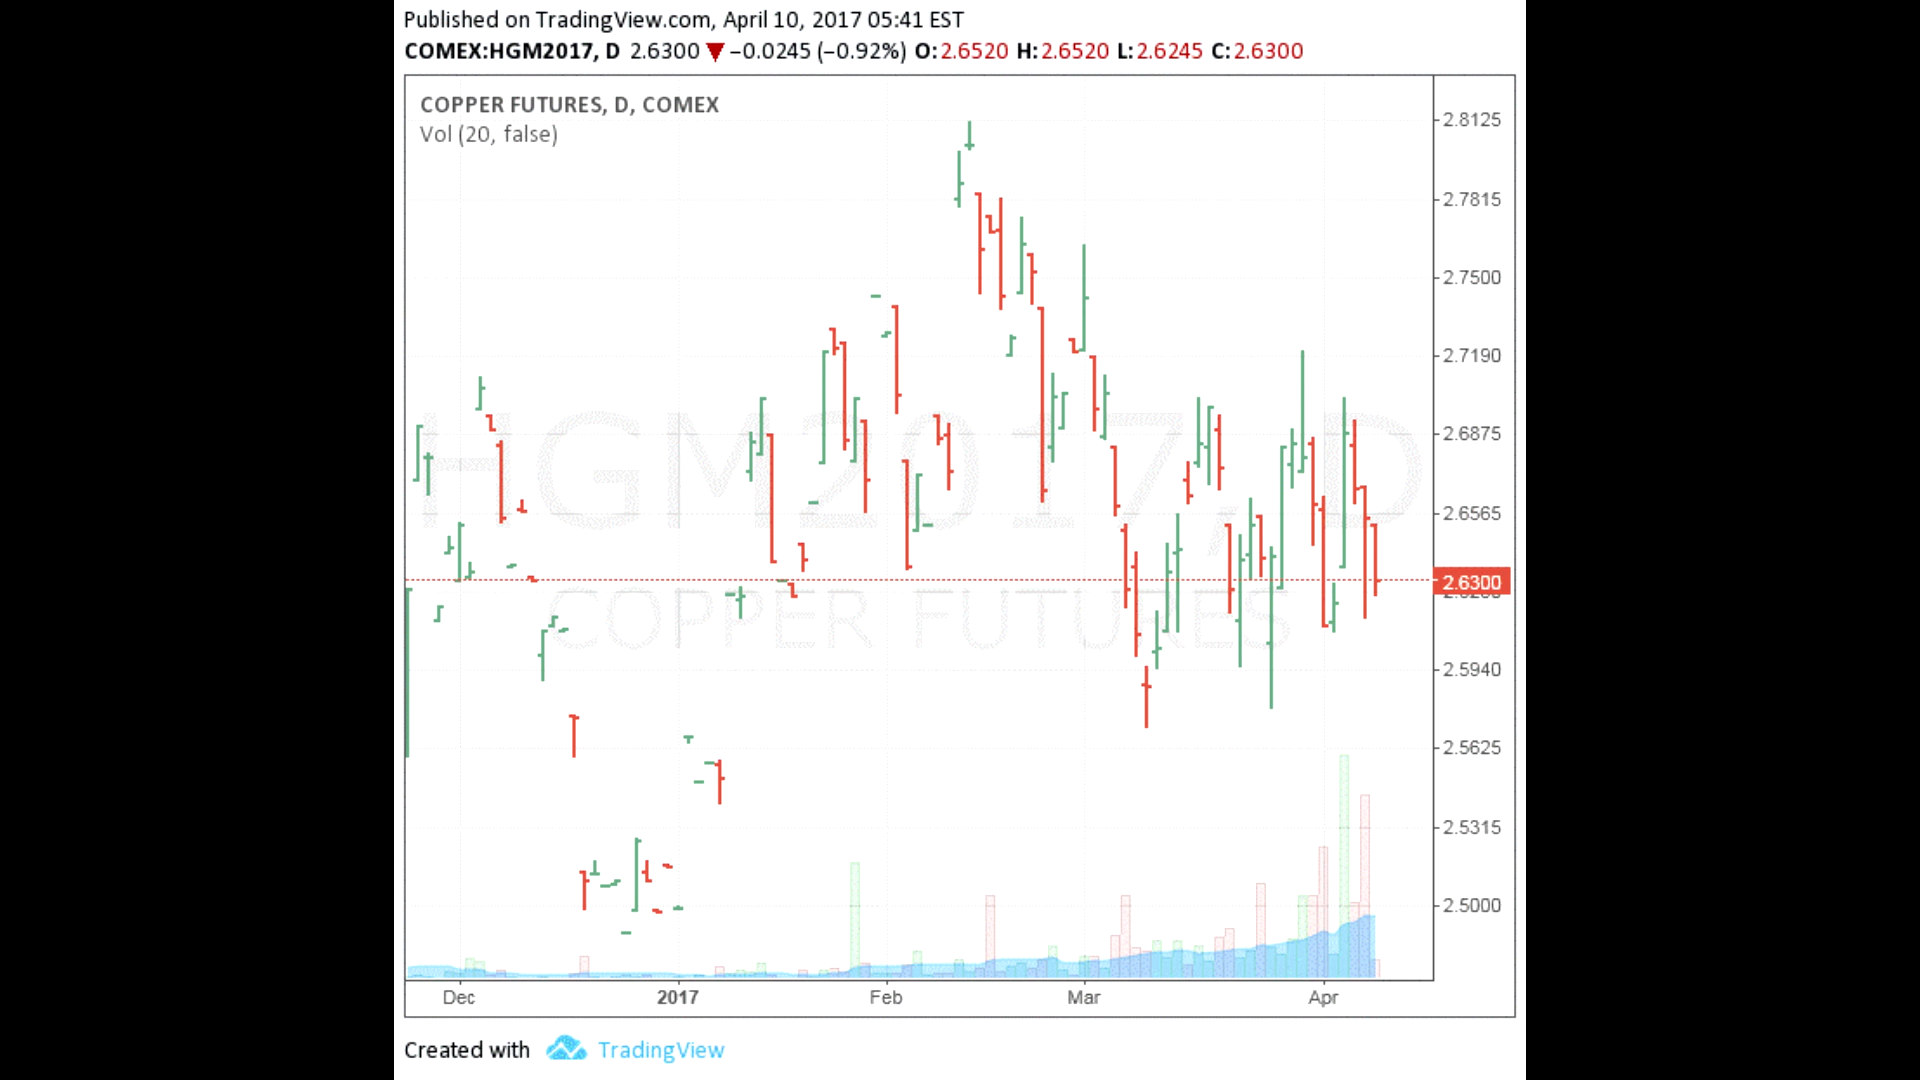 Published on TradingView.com, April 10, 2017 05:41 EST
COMEX:HGM2017, D 2.6300 ▼ −0.0245 (−0.92%) O:2.6520 H:2.6520 L:2.6245 C:2.6300
COPPER FUTURES, D, COMEX
Vol (20, false)
2.8125
2.7815
2.7500
2.7190
2.6875
HGM2017, D
2.6565
2.6300
COPPER FUTURES
2.5940
2.5625
2.5315
2.5000
Dec 2017 Feb Mar Apr
Created with TradingView